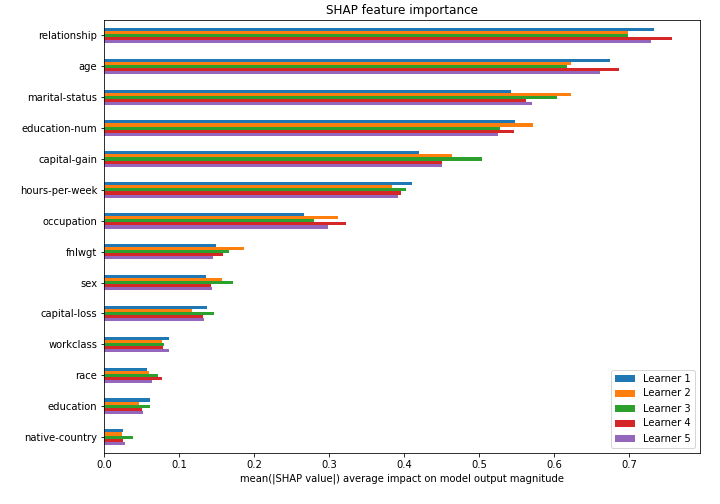 SHAP feature importance
relationship
age
marital-status
education-num
capital-gain
hours-per-week
occupation
fnlwgt
sex
capital-loss
workclass
race
education
native-country
Learner 1
Learner 2
Learner 3
Learner 4
Learner 5
0.0 0.1 0.2 0.3 0.4 0.5 0.6 0.7
mean(|SHAP value|) average impact on model output magnitude